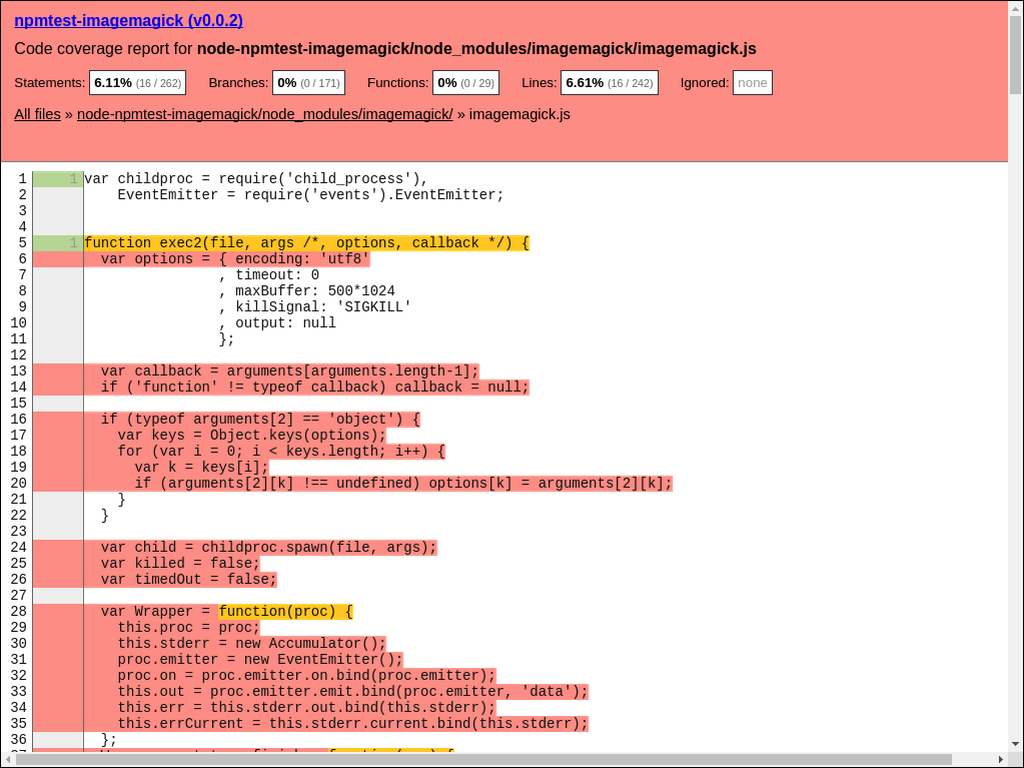 npmtest-imagemagick (v0.0.2)
Code coverage report for node-npmtest-imagemagick/node_modules/imagemagick/imagemagick.js
Statements: 6.11% (16 / 262) Branches: 0% (0 / 171) Functions: 0% (0 / 29) Lines: 6.61% (16 / 242) Ignored: none
All files » node-npmtest-imagemagick/node_modules/imagemagick/ » imagemagick.js
1 1 var childproc = require('child_process'),
2 EventEmitter = require('events').EventEmitter;
3
4
5 1 function exec2(file, args /*, options, callback */) {
6 var options = { encoding: 'utf8'
7 , timeout: 0
8 , maxBuffer: 500*1024
9 , killSignal: 'SIGKILL'
10 , output: null
11 };
12
13 var callback = arguments[arguments.length-1];
14 if ('function' != typeof callback) callback = null;
15
16 if (typeof arguments[2] == 'object') {
17 var keys = Object.keys(options);
18 for (var i = 0; i < keys.length; i++) {
19 var k = keys[i];
20 if (arguments[2][k] !== undefined) options[k] = arguments[2][k];
21 }
22 }
23
24 var child = childproc.spawn(file, args);
25 var killed = false;
26 var timedOut = false;
27
28 var Wrapper = function(proc) {
29 this.proc = proc;
30 this.stderr = new Accumulator();
31 proc.emitter = new EventEmitter();
32 proc.on = proc.emitter.on.bind(proc.emitter);
33 this.out = proc.emitter.emit.bind(proc.emitter, 'data');
34 this.err = this.stderr.out.bind(this.stderr);
35 this.errCurrent = this.stderr.current.bind(this.stderr);
36 };